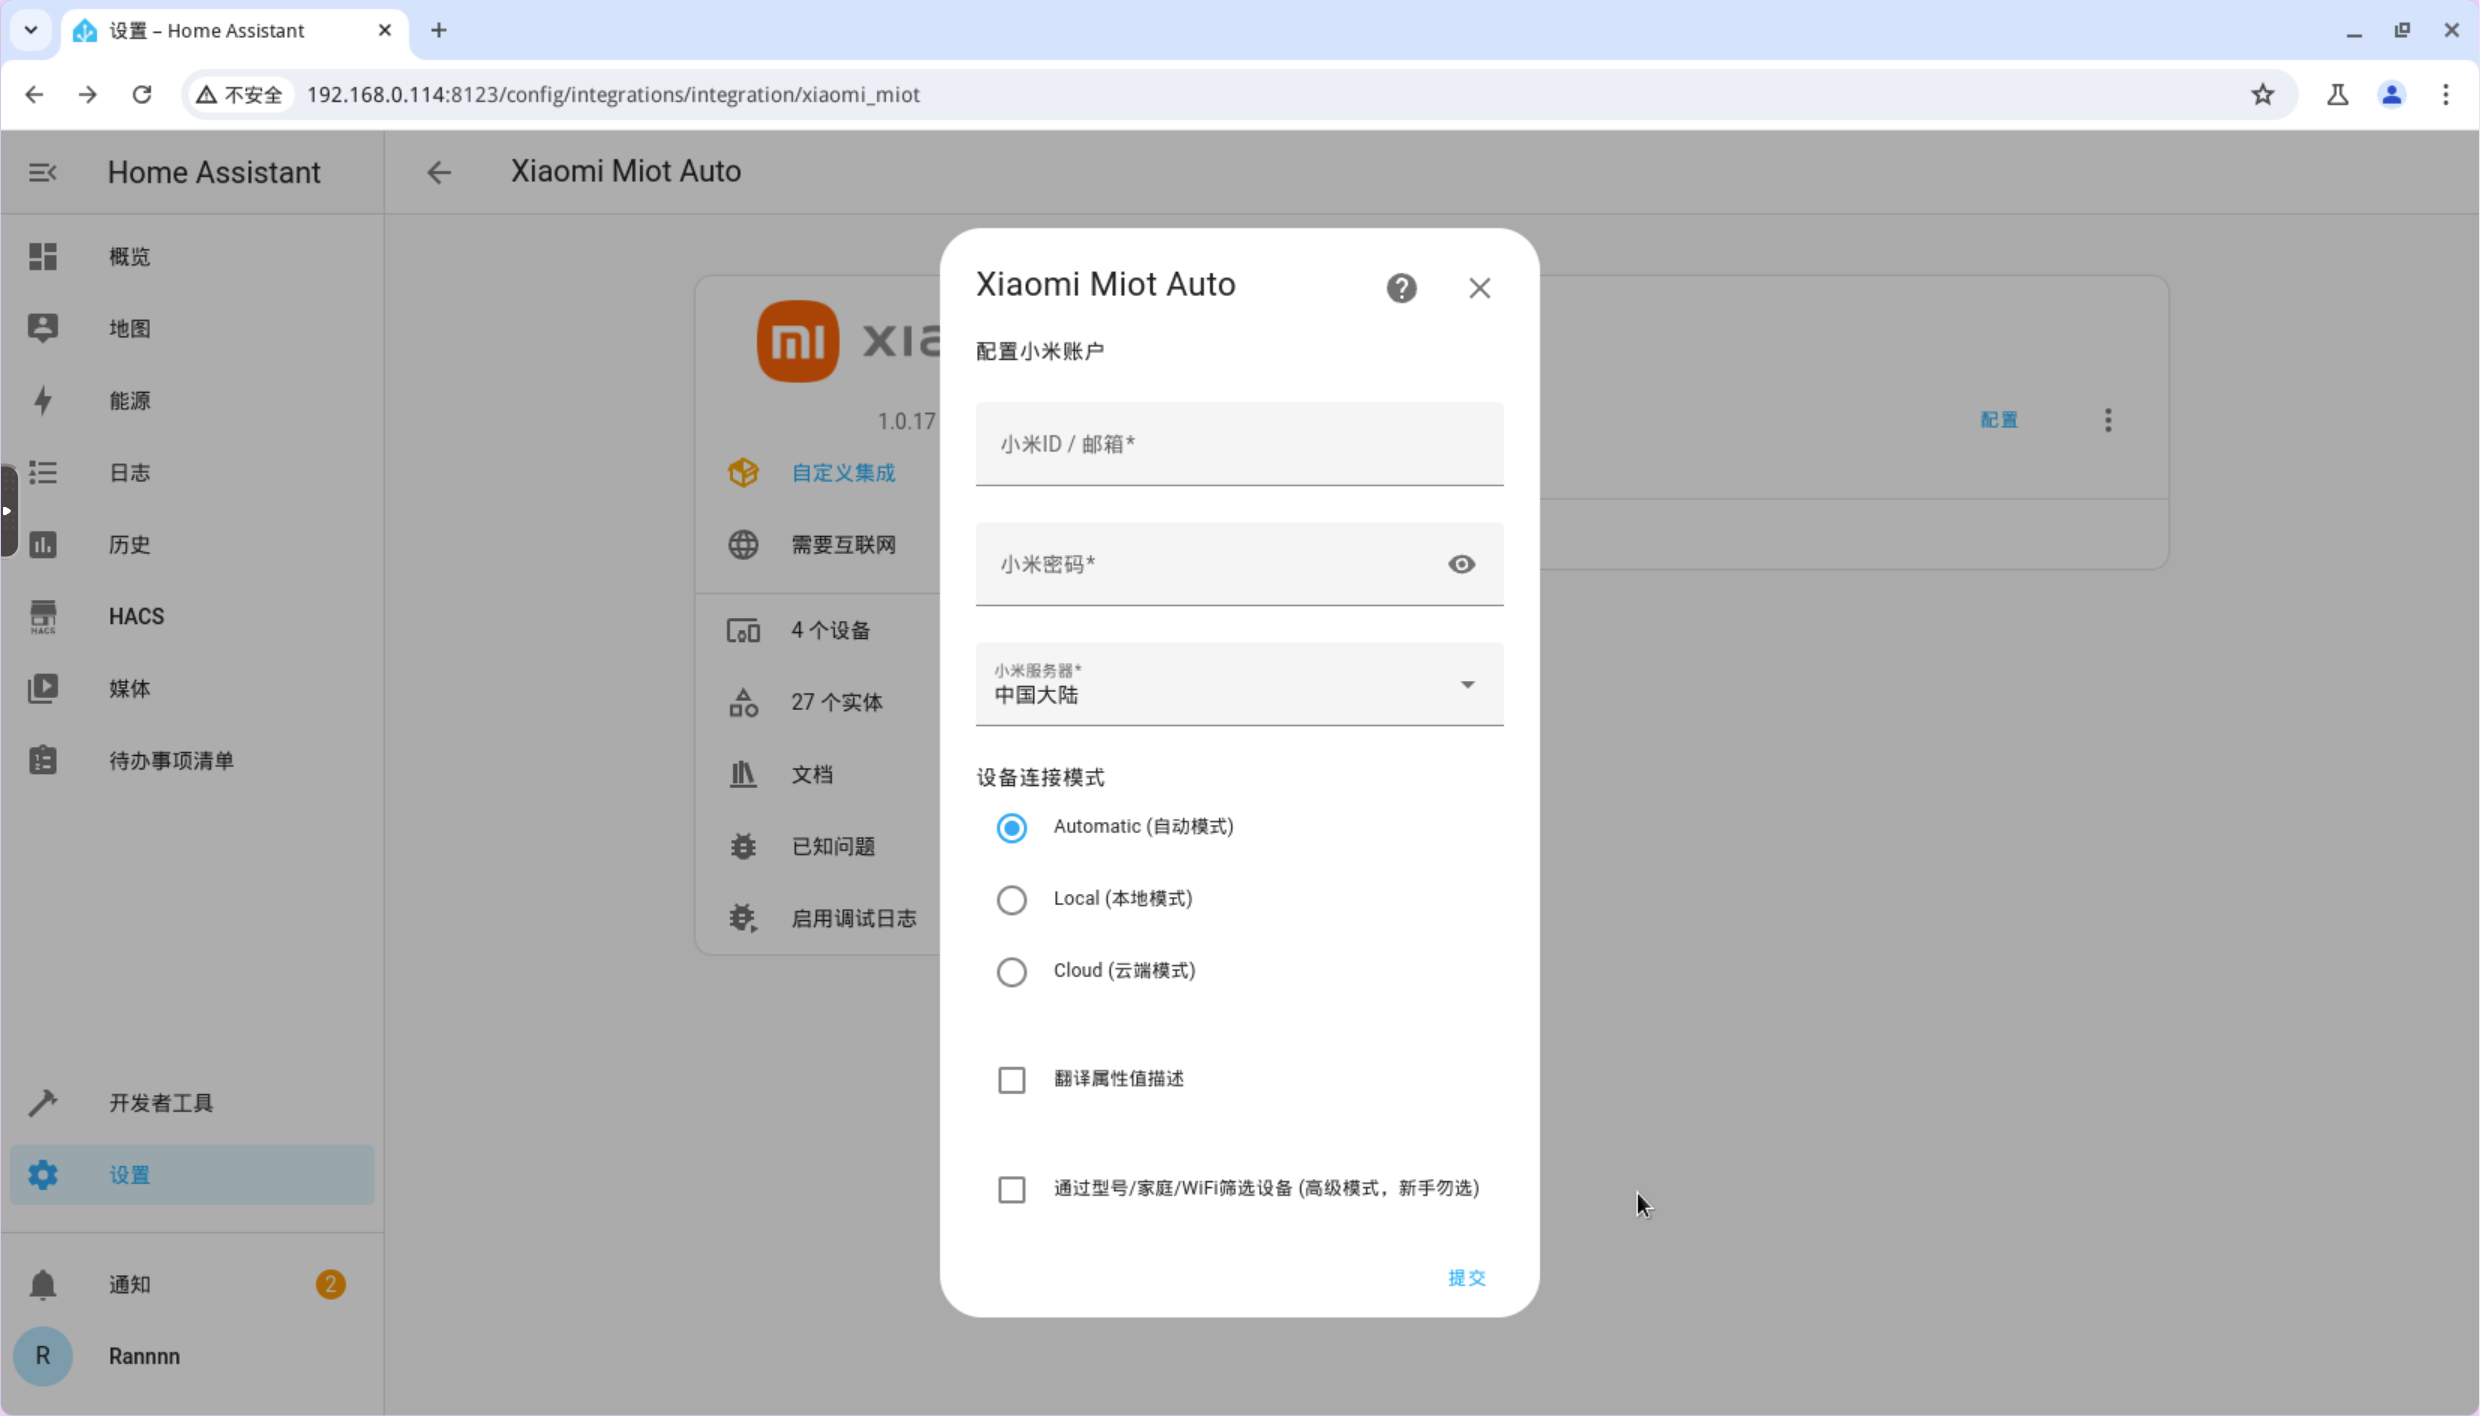 设置 – Home Assistant
不安全
192.168.0.114:8123/config/integrations/integration/xiaomi_miot
Home Assistant
Xiaomi Miot Auto
概览
地图
能源
日志
历史
HACS
HACS
媒体
待办事项清单
开发者工具
设置
通知
2
R
Rannnn
mi
1.0.17
自定义集成
需要互联网
4 个设备
27 个实体
文档
已知问题
启用调试日志
配置
Xiaomi Miot Auto
配置小米账户
小米ID / 邮箱*
小米密码*
小米服务器*
中国大陆
设备连接模式
Automatic (自动模式)
Local (本地模式)
Cloud (云端模式)
翻译属性值描述
通过型号/家庭/WiFi筛选设备 (高级模式，新手勿选)
提交